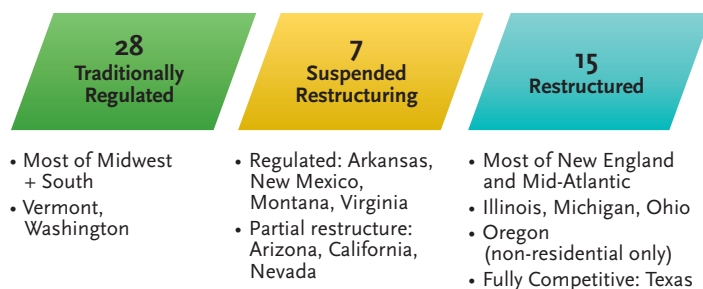 28
Traditionally
Regulated
• Most of Midwest
+ South
• Vermont,
Washington
7
Suspended
Restructuring
• Regulated: Arkansas,
New Mexico,
Montana, Virginia
• Partial restructure:
Arizona, California,
Nevada
15
Restructured
• Most of New England
and Mid-Atlantic
• Illinois, Michigan, Ohio
• Oregon
(non-residential only)
• Fully Competitive: Texas